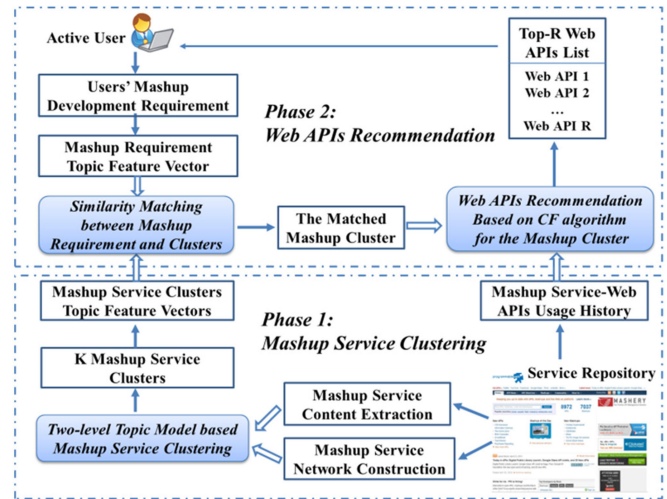 Active User
Top-R Web
APIs List
Web API 1
Web API 2
...
Web API R
Users' Mashup
Development Requirement
Phase 2:
Web APIs Recommendation
Mashup Requirement
Topic Feature Vector
Similarity Matching
between Mashup
Requirement and Clusters
The Matched
Mashup Cluster
Web APIs Recommendation
Based on CF algorithm
for the Mashup Cluster
Mashup Service Clusters
Topic Feature Vectors
Phase 1:
Mashup Service Clustering
Mashup Service-Web
APIs Usage History
K Mashup Service
Clusters
Service Repository
Mashup Service
Content Extraction
MASHERY
Two-level Topic Model based
Mashup Service Clustering
Mashup Service
Network Construction